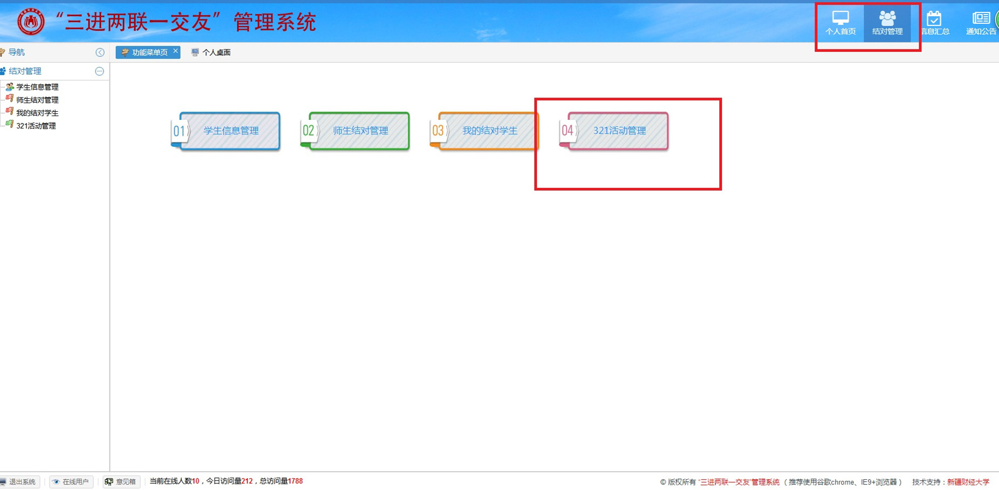 “三进两联一交友”管理系统
个人首页
结对管理
信息汇总
通知公告
导航
功能菜单页
个人桌面
结对管理
学生信息管理
师生结对管理
我的结对学生
321活动管理
01 学生信息管理
02 师生结对管理
03 我的结对学生
04 321活动管理
退出系统
在线用户
意见箱
当前在线人数10，今日访问量212，总访问量1788
© 版权所有 “三进两联一交友”管理系统 （ 推荐使用谷歌chrome、IE9+浏览器 ） 技术支持：新疆财经大学